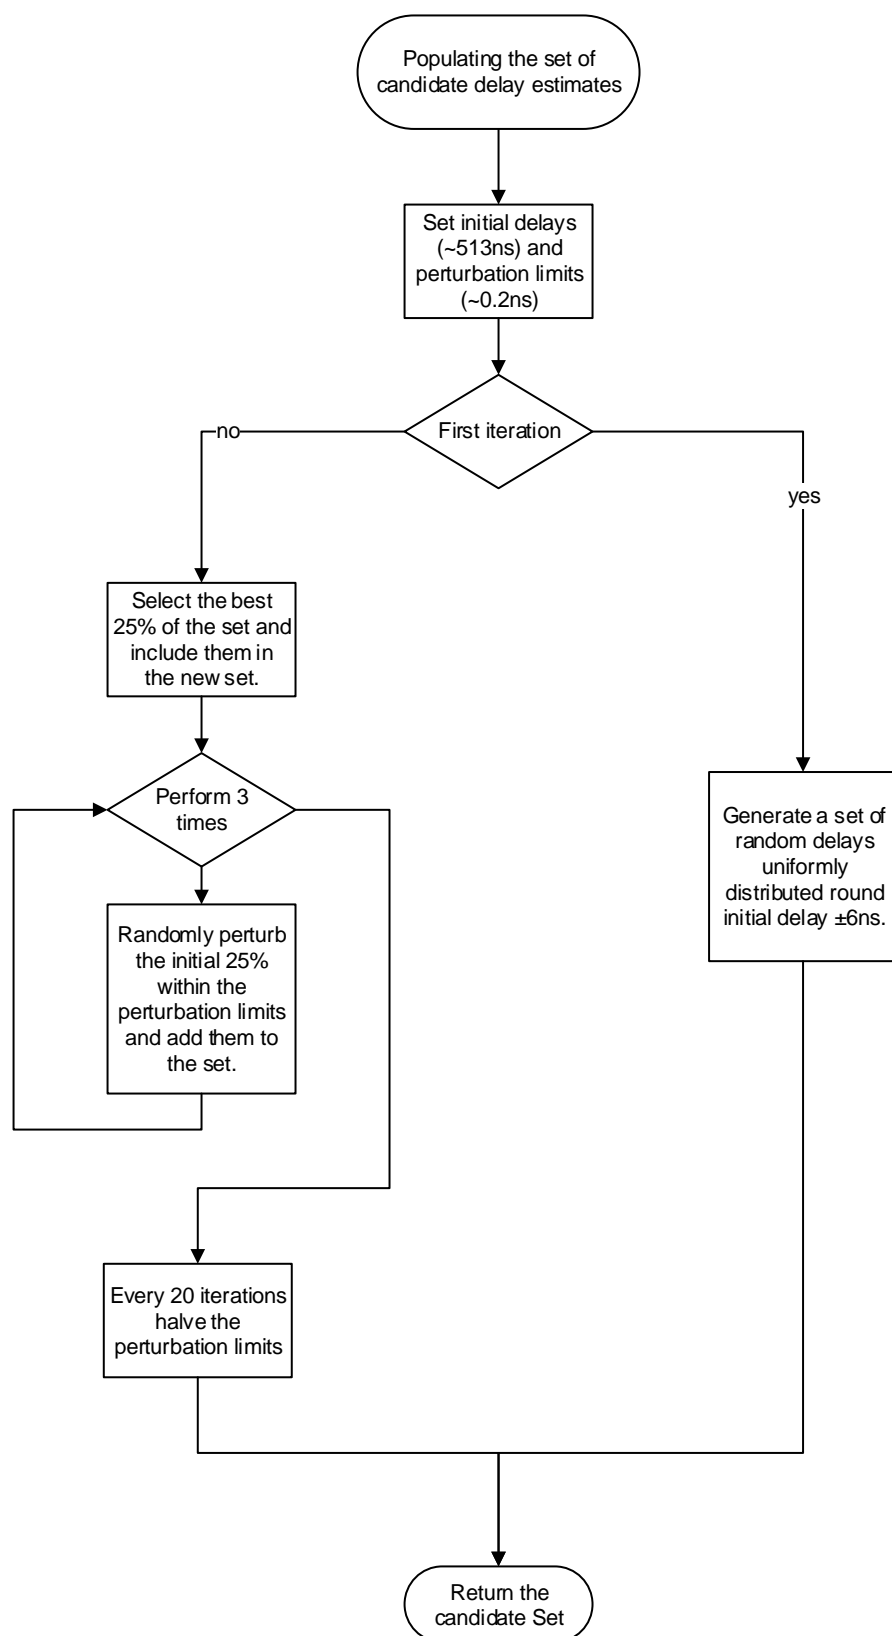 Populating the set of
candidate delay estimates
Set initial delays
(~513ns) and
perturbation limits
(~0.2ns)
First iteration
no
yes
Select the best
25% of the set and
include them in
the new set.
Perform 3
times
Generate a set of
random delays
uniformly
distributed round
initial delay ±6ns.
Randomly perturb
the initial 25%
within the
perturbation limits
and add them to
the set.
Every 20 iterations
halve the
perturbation limits
Return the
candidate Set